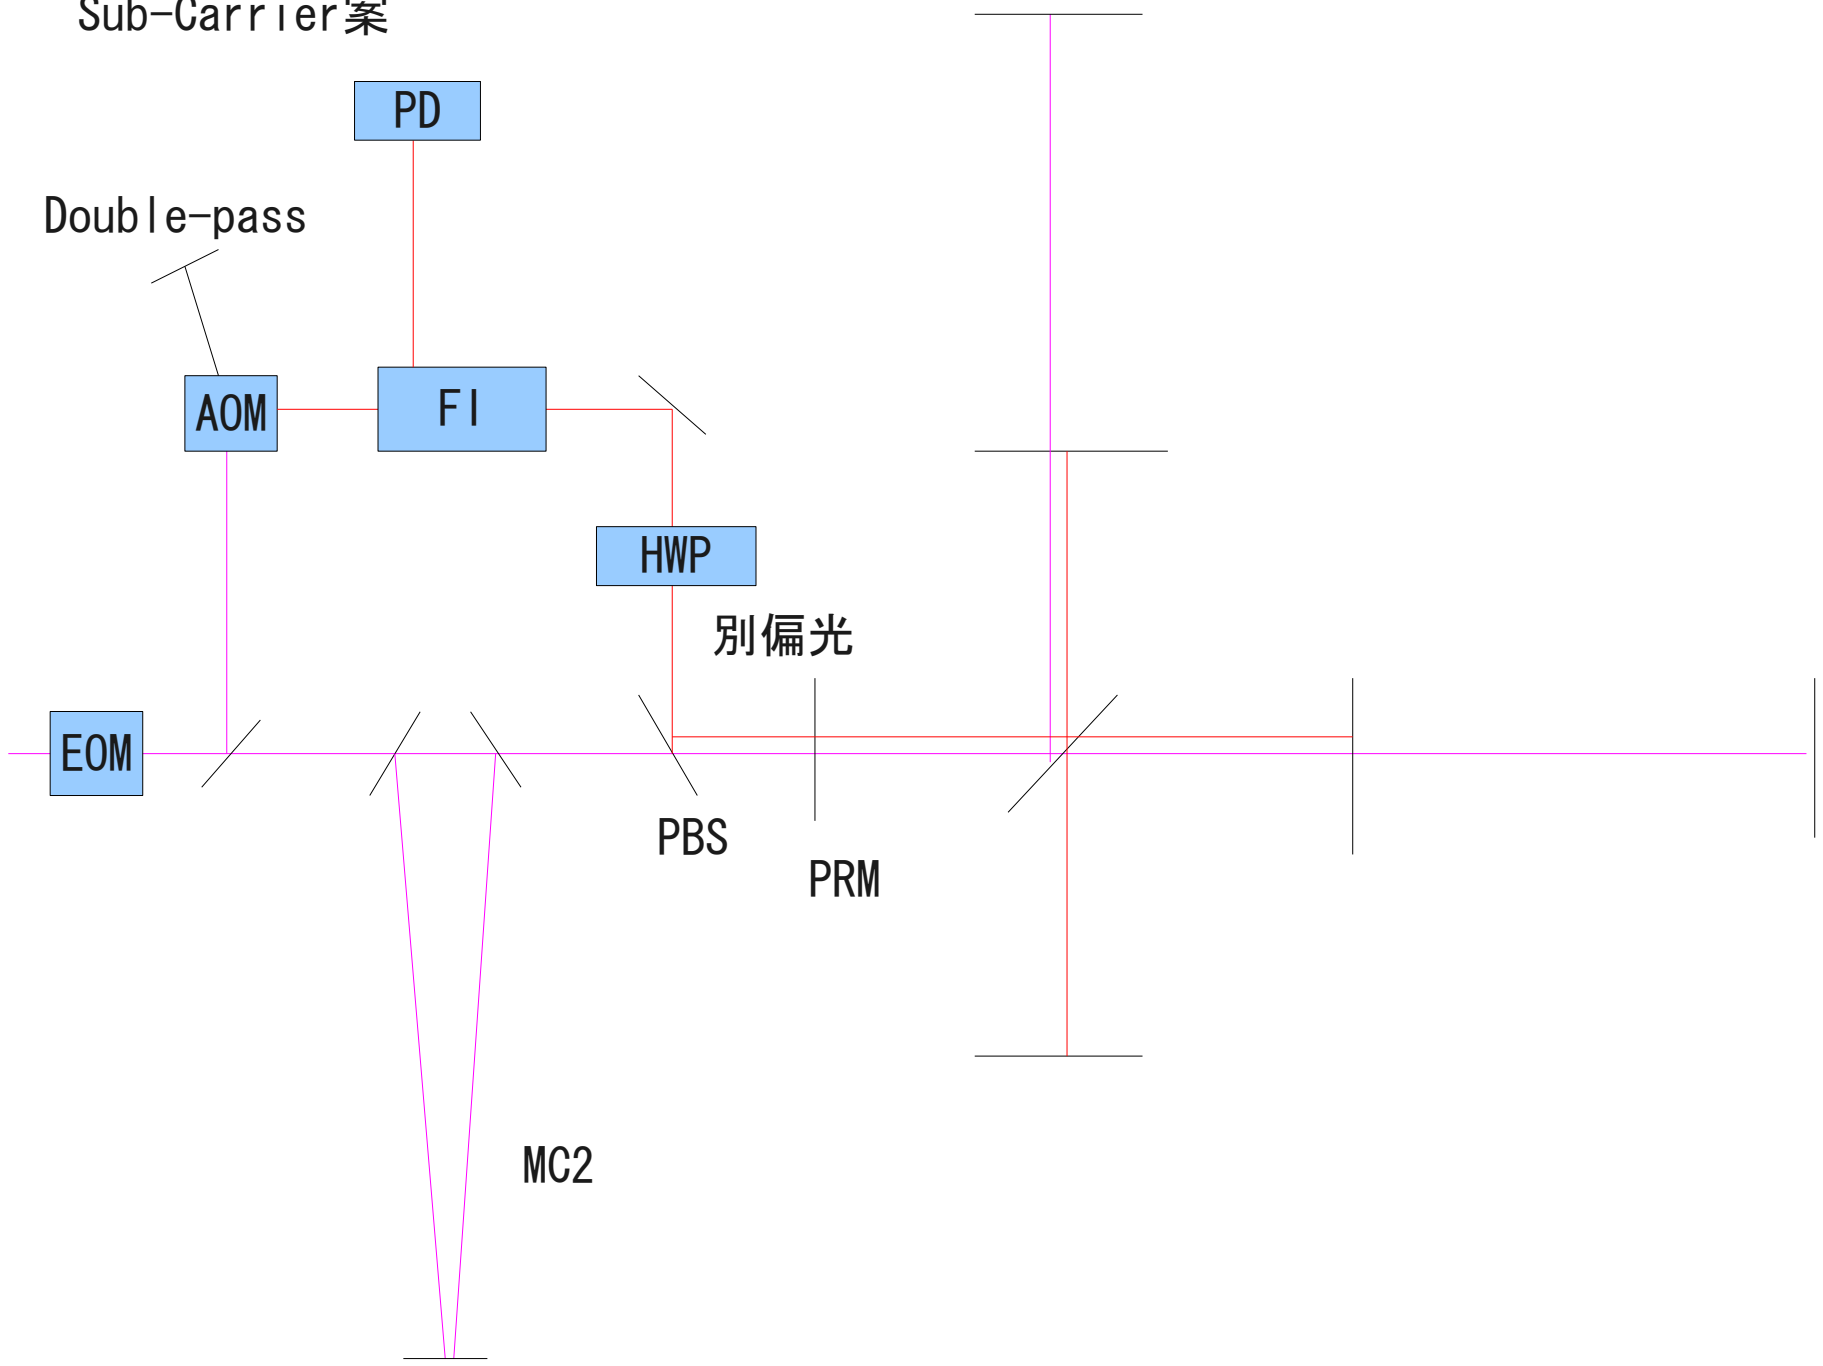 Sub-Carrier案
PD
Double-pass
AOM
FI
HWP
別偏光
EOM
PBS
PRM
MC2